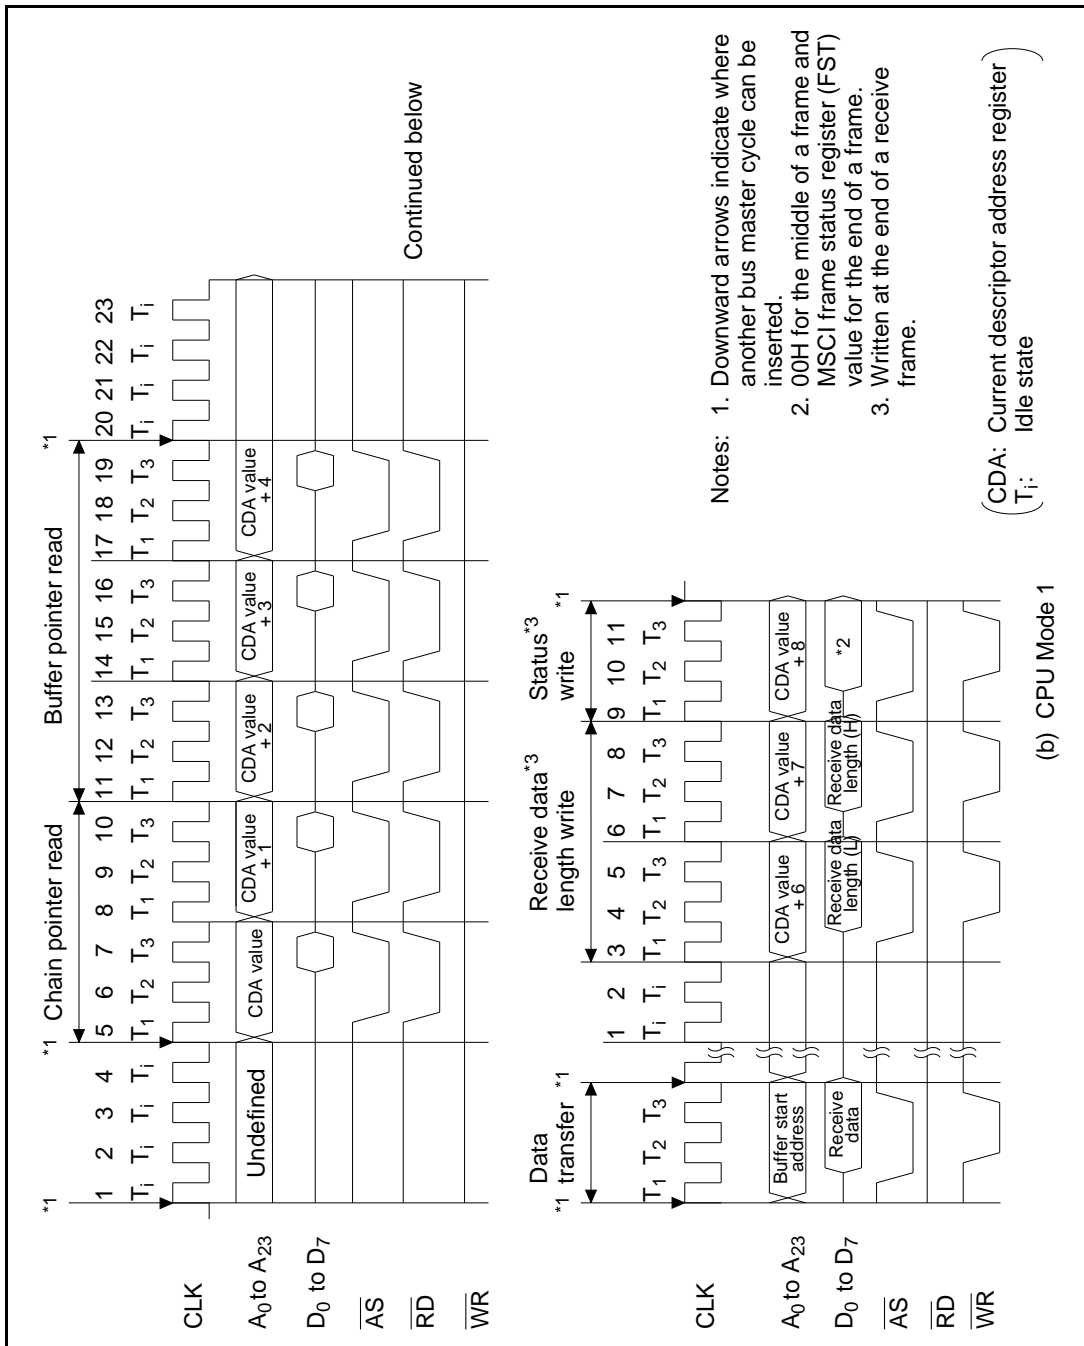 *1 *1 *1
Chain pointer read Buffer pointer read
1 2 3 4 5 6 7 8 9 10 11 12 13 14 15 16 17 18 19 20 21 22 23
Ti Ti Ti Ti T1 T2 T3 T1 T2 T3 T1 T2 T3 T1 T2 T3 T1 T2 T3 Ti Ti Ti Ti
CLK
A0 to A23
Undefined
CDA value
CDA value
+ 1
CDA value
+ 2
CDA value
+ 3
CDA value
+ 4
D0 to D7
AS
RD
WR
Continued below
*1 *1 *1
Data
transfer
Receive data*3
length write
Status*3
write
1 2 3 4 5 6 7 8 9 10 11
T1 T2 T3 Ti Ti T1 T2 T3 T1 T2 T3 T1 T2 T3
CLK
A0 to A23
Buffer start
address
CDA value
+ 6
CDA value
+ 7
CDA value
+ 8
D0 to D7
Receive
data
Receive data
length (L)
Receive data
length (H)
*2
AS
RD
WR
Notes: 1. Downward arrows indicate where
another bus master cycle can be
inserted.
2. 00H for the middle of a frame and
MSCI frame status register (FST)
value for the end of a frame.
3. Written at the end of a receive
frame.
(CDA: Current descriptor address register
Ti: Idle state)
(b) CPU Mode 1